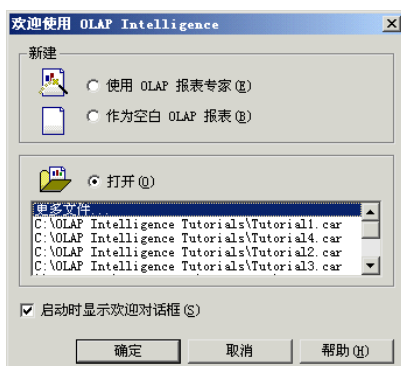 欢迎使用 OLAP Intelligence
新建
使用 OLAP 报表专家(E)
作为空白 OLAP 报表(B)
打开(O)
更多文件...
C:\OLAP Intelligence Tutorials\Tutorial1.car
C:\OLAP Intelligence Tutorials\Tutorial4.car
C:\OLAP Intelligence Tutorials\Tutorial2.car
C:\OLAP Intelligence Tutorials\Tutorial3.car
启动时显示欢迎对话框(S)
确定
取消
帮助(H)